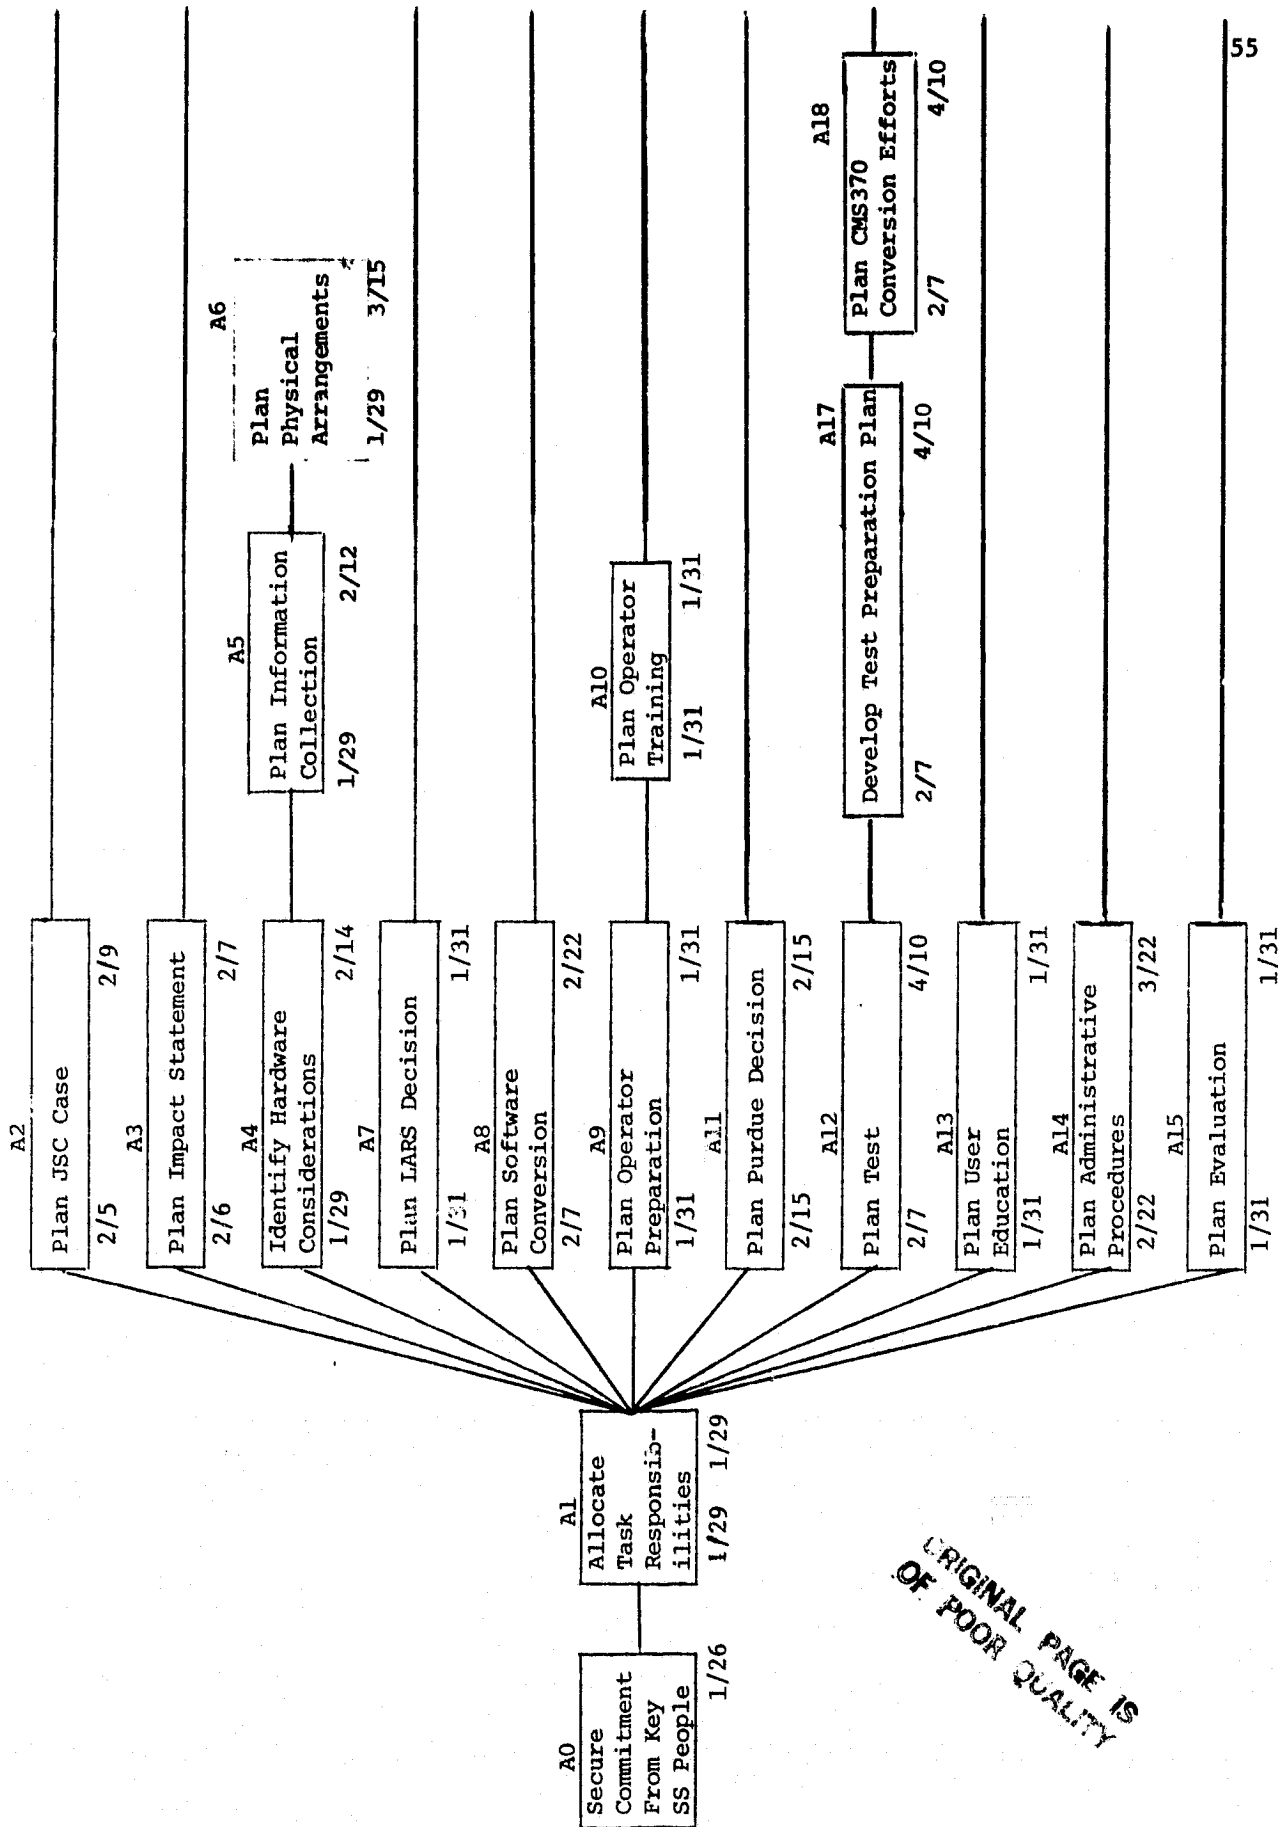 A0
Secure
Commitment
From Key
SS People
1/26
A1
Allocate
Task
Responsib-
ilities
1/29 1/29
A2
Plan JSC Case
2/5 2/9
A3
Plan Impact Statement
2/6 2/7
A4
Identify Hardware
Considerations
1/29 2/14
A5
Plan Information
Collection
1/29 2/12
A6
Plan
Physical
Arrangements
1/29 3/15
A7
Plan LARS Decision
1/31 1/31
A8
Plan Software
Conversion
2/7 2/22
A9
Plan Operator
Preparation
1/31 1/31
A10
Plan Operator
Training
1/31 1/31
A11
Plan Purdue Decision
2/15 2/15
A12
Plan Test
2/7 4/10
A17
Develop Test Preparation Plan
2/7 4/10
A18
Plan CMS370
Conversion Efforts
2/7 4/10
A13
Plan User
Education
1/31 1/31
A14
Plan Administrative
Procedures
2/22 3/22
A15
Plan Evaluation
1/31 1/31
55
ORIGINAL PAGE IS
OF POOR QUALITY